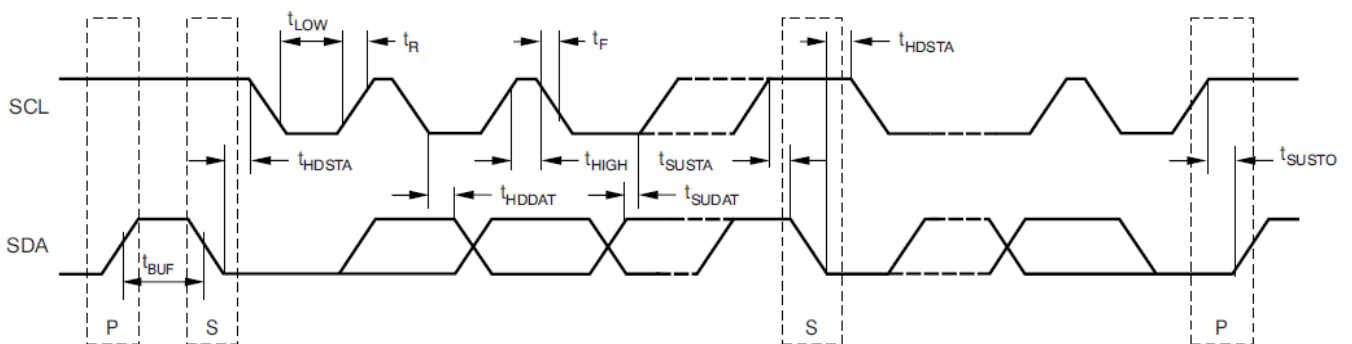 tLOW
tR
tF
tHDSTA
SCL
tHDSTA
tHIGH
tSUSTA
tSUSTO
tHDDAT
tSUDAT
SDA
tBUF
P
S
S
P